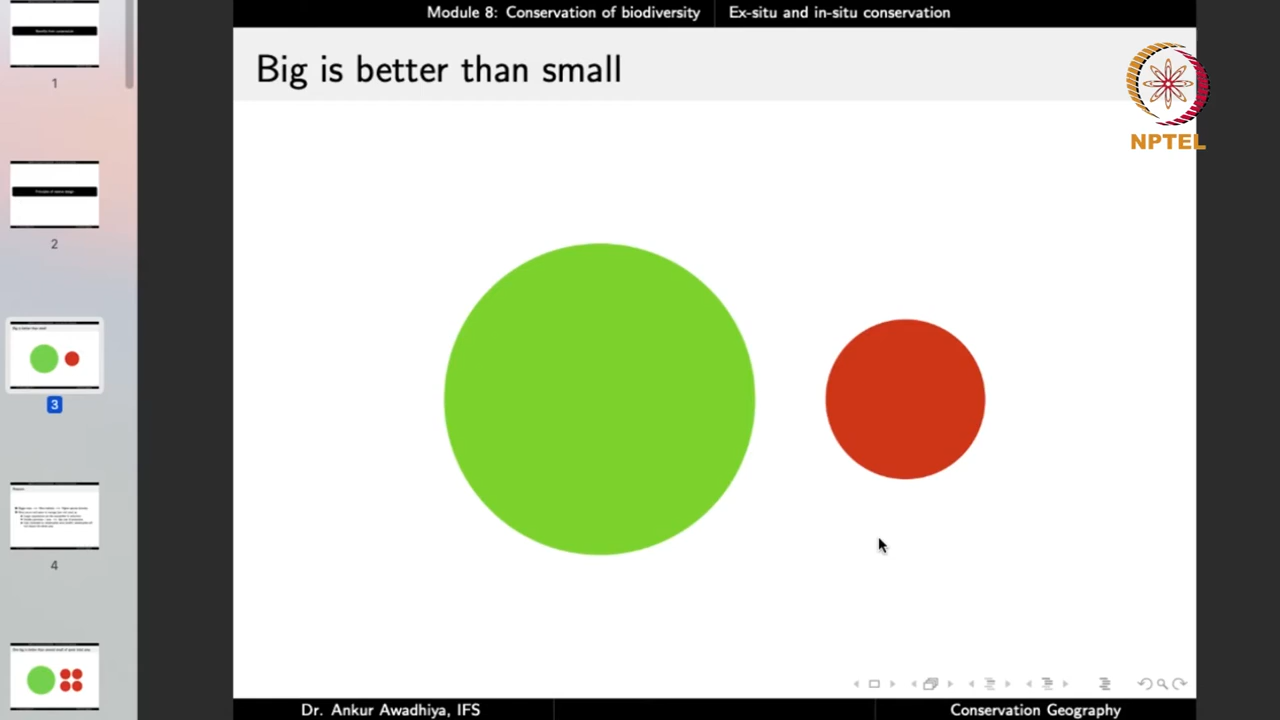 Module 8: Conservation of biodiversity
Ex-situ and in-situ conservation
Big is better than small
NPTEL
1
2
3
4
Dr. Ankur Awadhiya, IFS
Conservation Geography